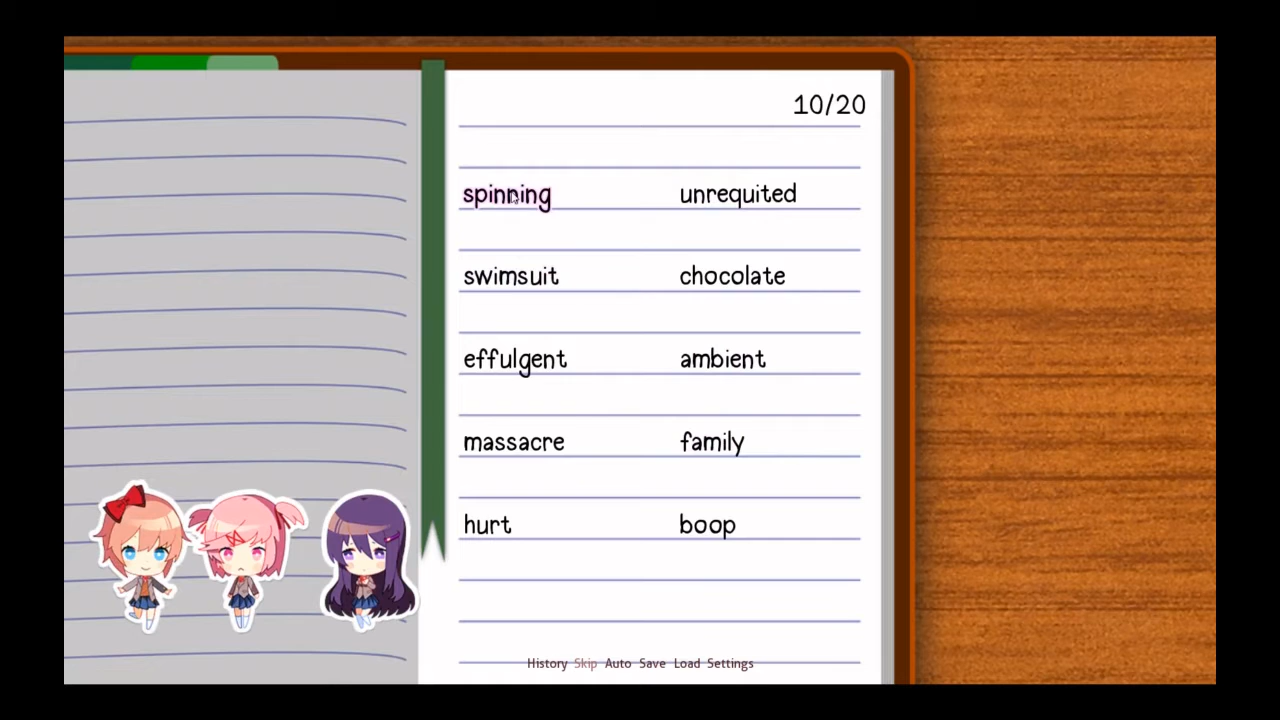 10/20
spinning unrequited
swimsuit chocolate
effulgent ambient
massacre family
hurt boop
History Skip Auto Save Load Settings